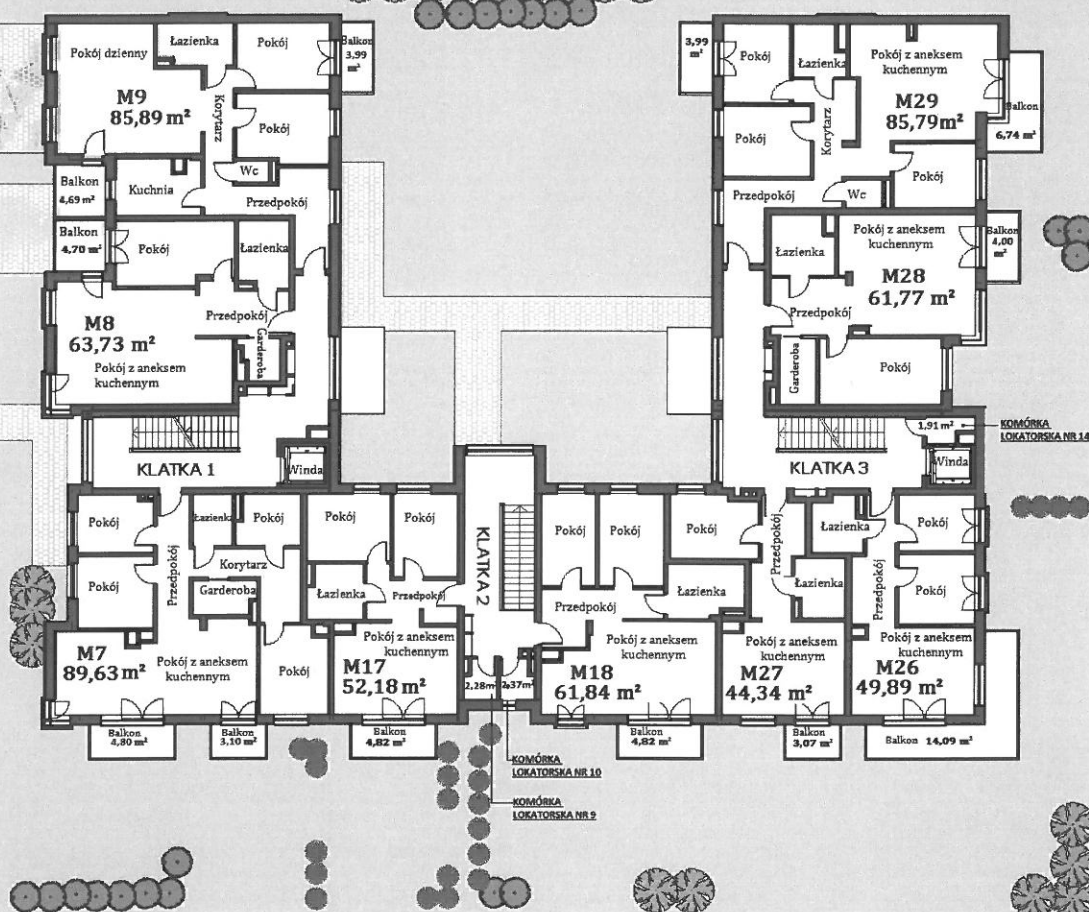 Pokój dzienny
Łazienka
Pokój
Balkon
3,99
m²
M9
85,89 m²
Korytarz
Pokój
Wc
Balkon
4,69 m²
Kuchnia
Przedpokój
Balkon
4,70 m²
Pokój
Łazienka
M8
63,73 m²
Przedpokój
Garderoba
Pokój z aneksem
kuchennym
KLATKA 1
Winda
3,99
m²
Pokój
Łazienka
Pokój z aneksem
kuchennym
M29
85,79 m²
Balkon
6,74 m²
Pokój
Korytarz
Pokój
Wc
Przedpokój
Łazienka
Pokój z aneksem
kuchennym
Balkon
4,00
m²
M28
61,77 m²
Przedpokój
Garderoba
Pokój
1,91 m²
KOMÓRKA
LOKATORSKA NR 14
KLATKA 3
Winda
Pokój
Łazienka
Pokój
Pokój
Przedpokój
Korytarz
Garderoba
M7
89,63 m²
Pokój z aneksem
kuchennym
Pokój
Balkon
4,80 m²
Balkon
3,10 m²
Pokój
Pokój
Łazienka
Przedpokój
Pokój z aneksem
kuchennym
M17
52,18 m²
Balkon
4,82 m²
KLATKA 2
2,28m²
2,37m²
KOMÓRKA
LOKATORSKA NR 10
KOMÓRKA
LOKATORSKA NR 9
Pokój
Pokój
Przedpokój
Łazienka
Pokój z aneksem
kuchennym
M18
61,84 m²
Balkon
4,82 m²
Pokój
Przedpokój
Łazienka
Pokój z aneksem
kuchennym
M27
44,34 m²
Balkon
3,07 m²
Łazienka
Pokój
Przedpokój
Pokój
Pokój z aneksem
kuchennym
M26
49,89 m²
Balkon 14,09 m²